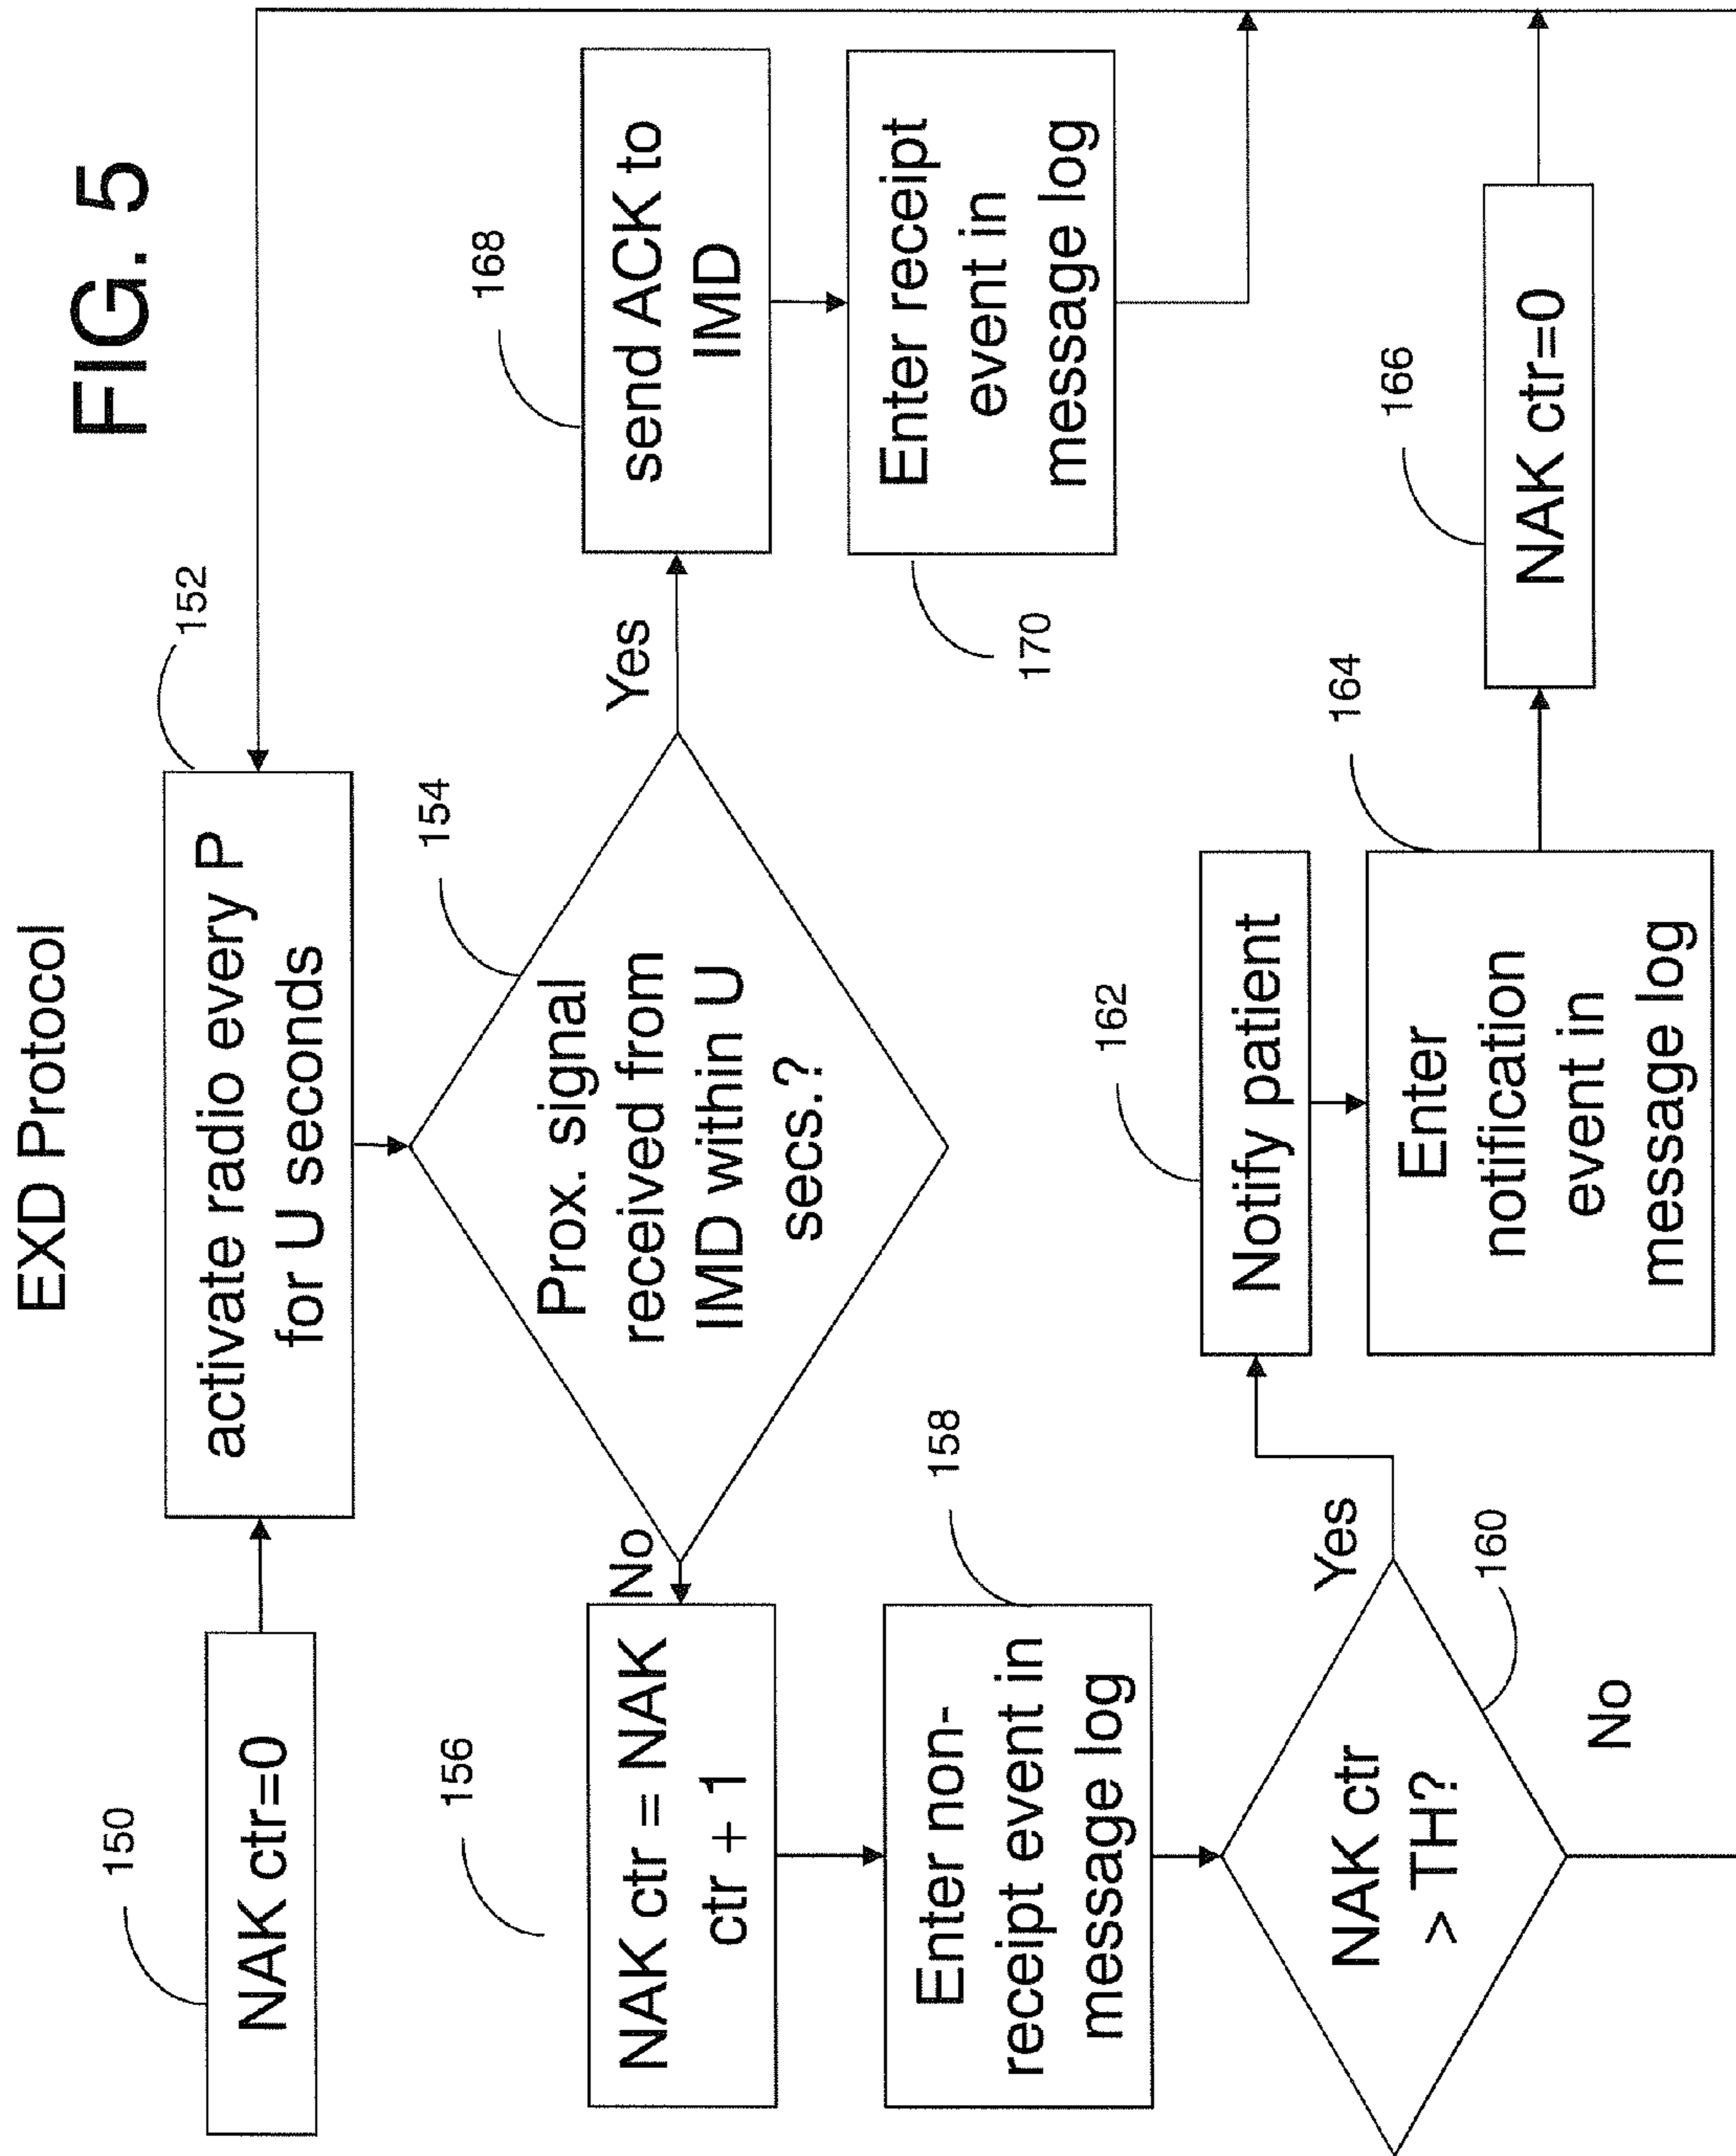 EXD Protocol
FIG. 5
150
NAK ctr=0
152
activate radio every P
for U seconds
154
Prox. signal
received from
IMD within U
secs.?
No
Yes
156
NAK ctr = NAK
ctr + 1
158
Enter non-
receipt event in
message log
NAK ctr
> TH?
160
Yes
No
162
Notify patient
164
Enter
notification
event in
message log
166
NAK ctr=0
168
send ACK to
IMD
170
Enter receipt
event in
message log